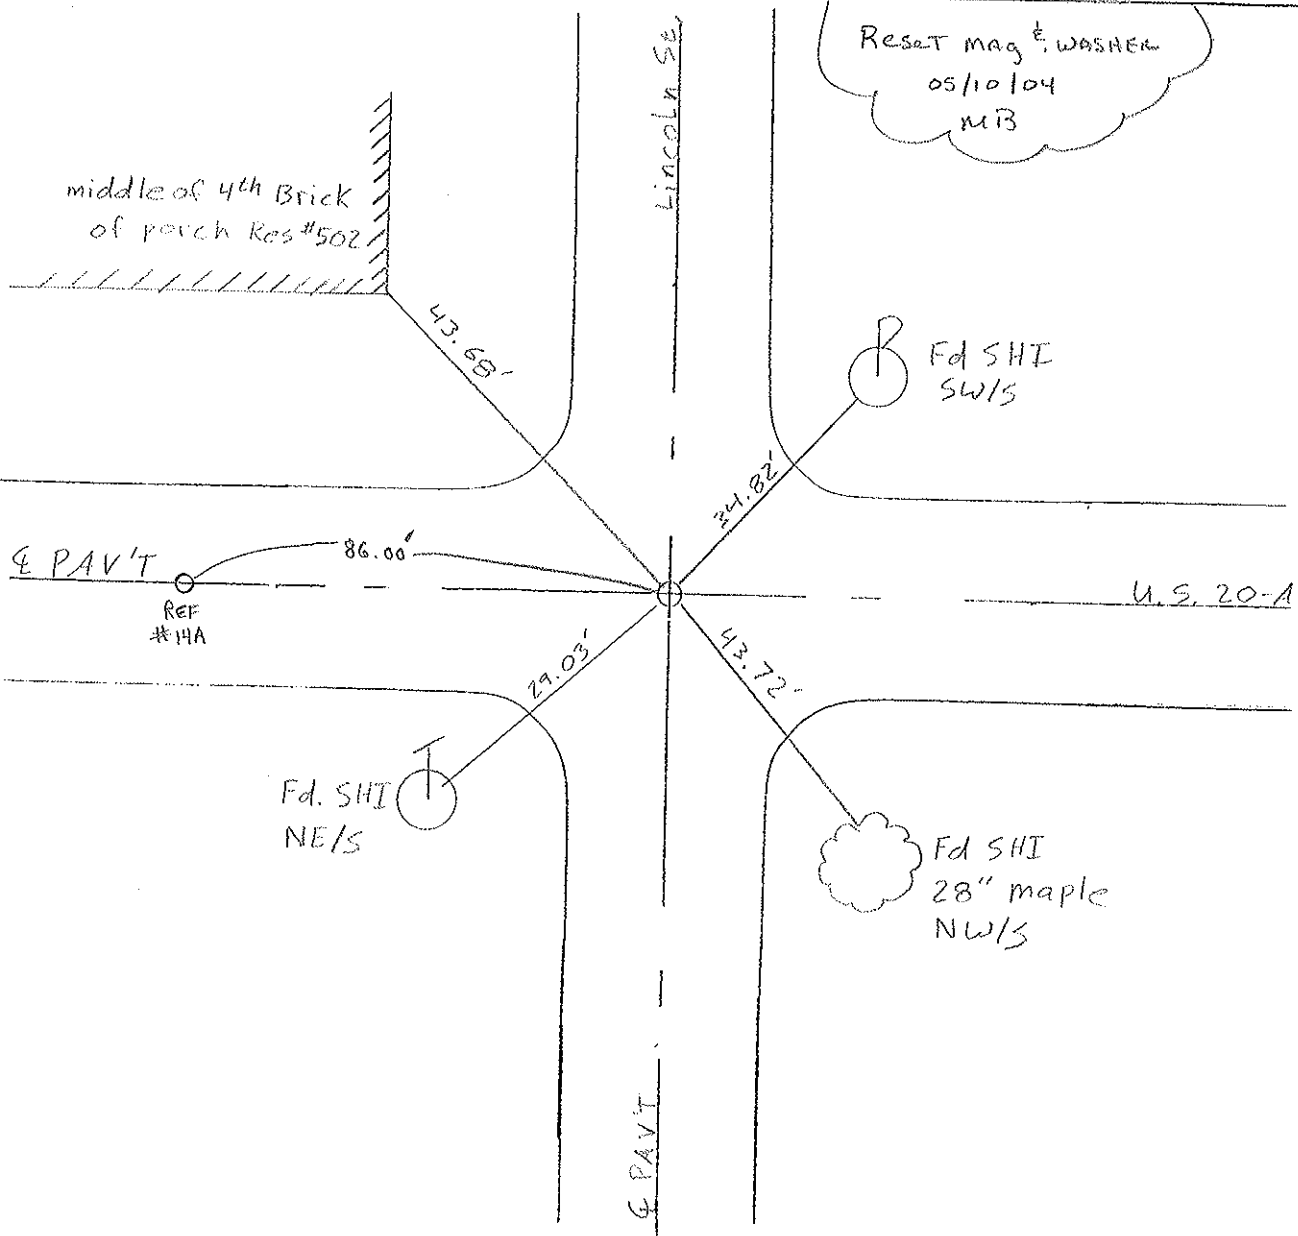 Reset mag & WASHER
05/10/04
MB
Lincoln St.
middle of 4th Brick
of porch Res #502
43.68'
Fd SHI
SW/S
34.82'
℄ PAV'T
86.00'
REF
#14A
U.S. 20-A
29.03'
43.72'
Fd. SHI
NE/S
Fd SHI
28" maple
NW/S
℄ PAV'T